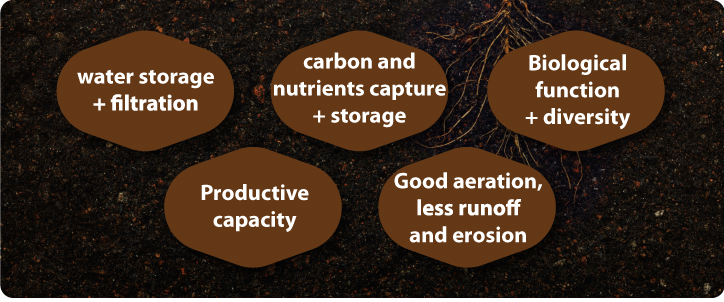 water storage
+ filtration
carbon and
nutrients capture
+ storage
Biological
function
+ diversity
Productive
capacity
Good aeration,
less runoff
and erosion